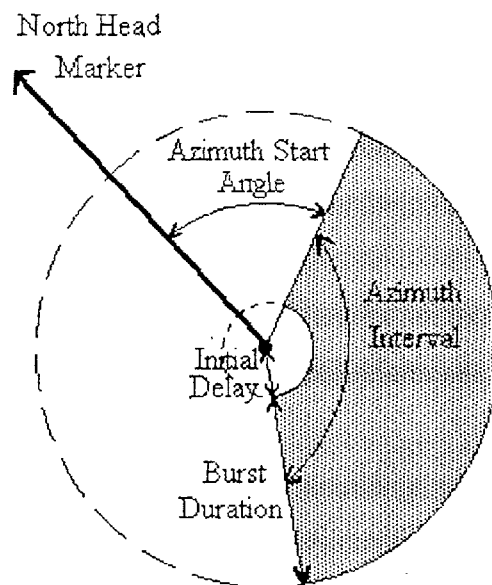 North Head
Marker
Azimuth Start
Angle
Azimuth
Interval
Initial
Delay
Burst
Duration